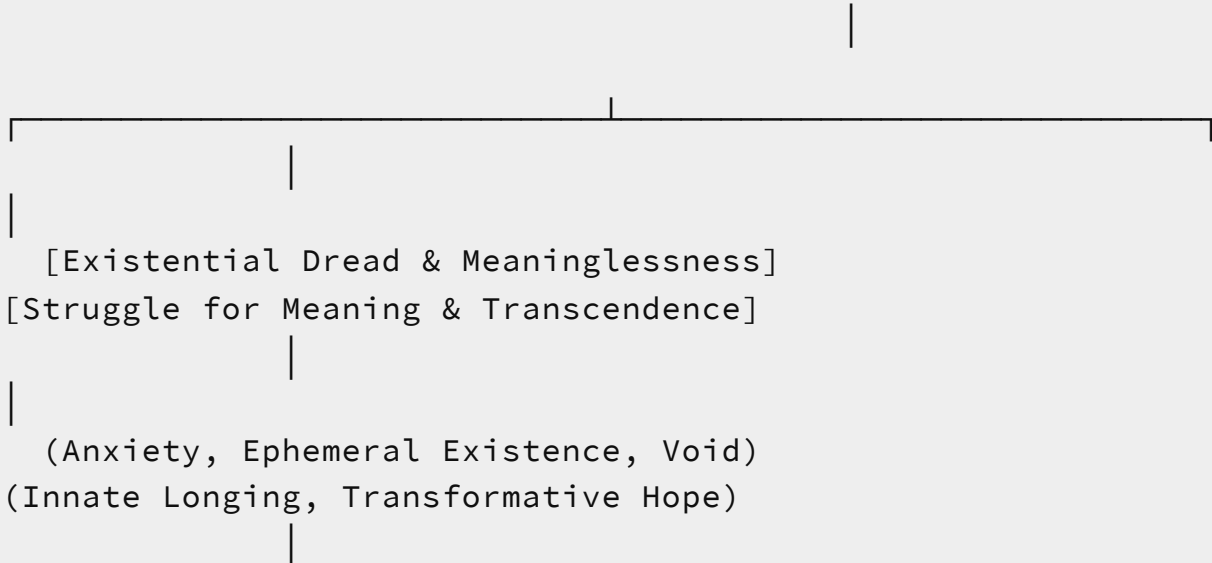 [Existential Dread & Meaninglessness]
[Struggle for Meaning & Transcendence]
(Anxiety, Ephemeral Existence, Void)
(Innate Longing, Transformative Hope)